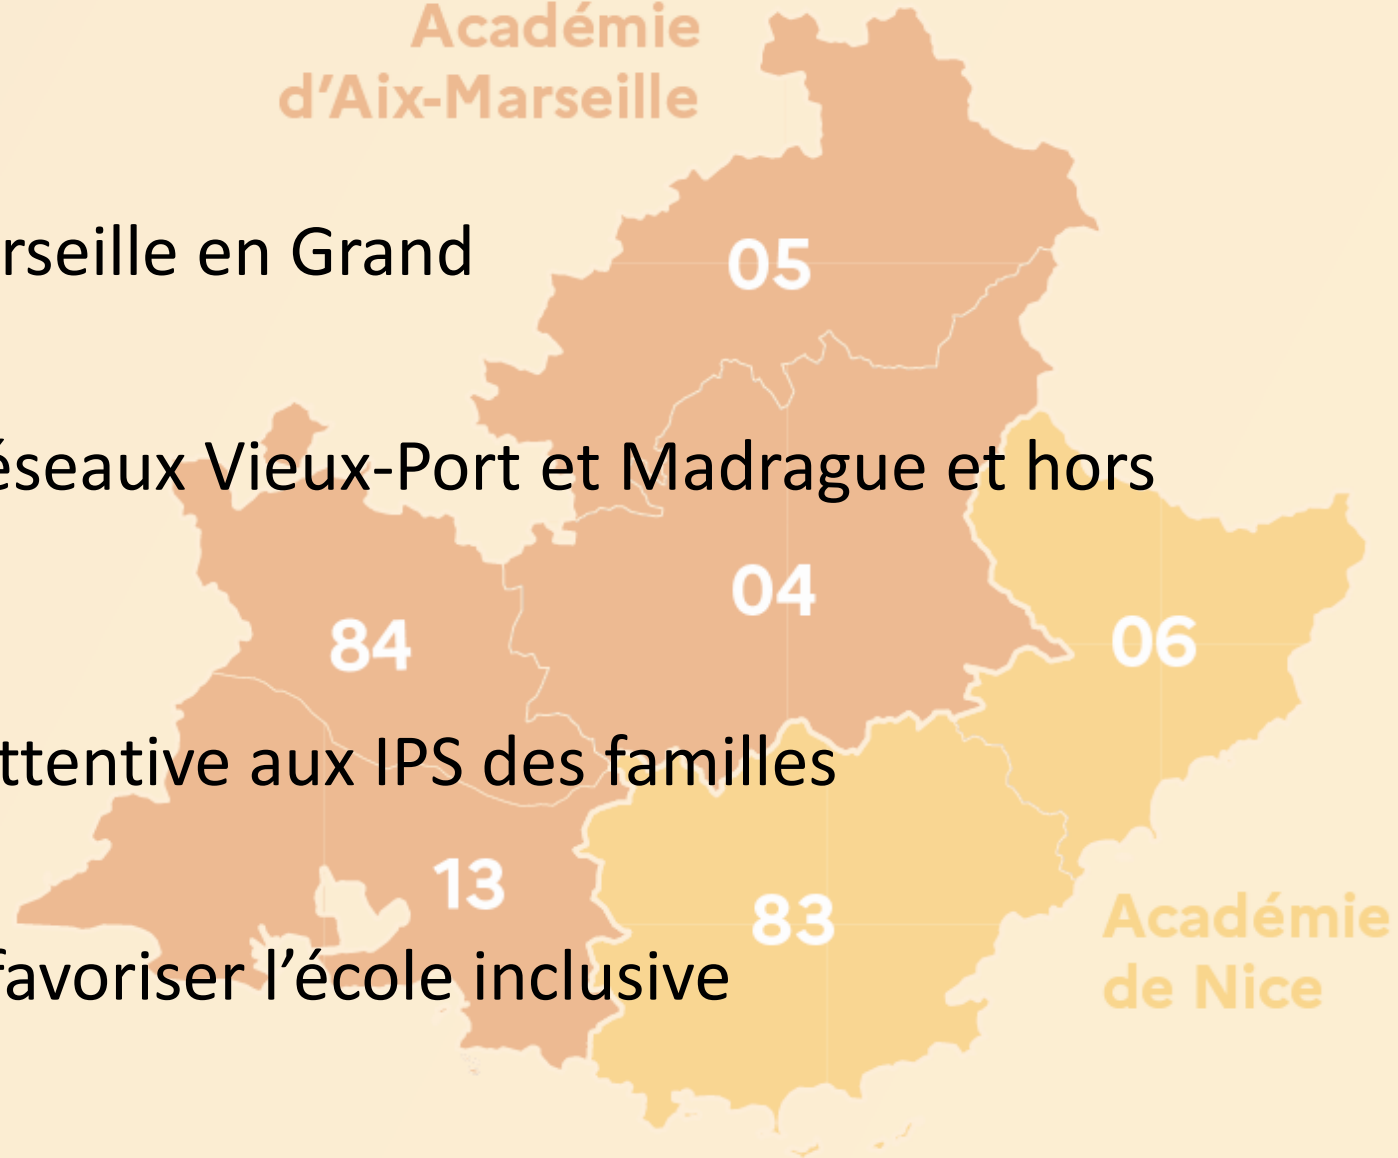 Académie
d'Aix-Marseille
rseille en Grand
05
éseaux Vieux-Port et Madrague et hors
04
84
06
ttentive aux IPS des familles
13
83
Académie
de Nice
favoriser l'école inclusive